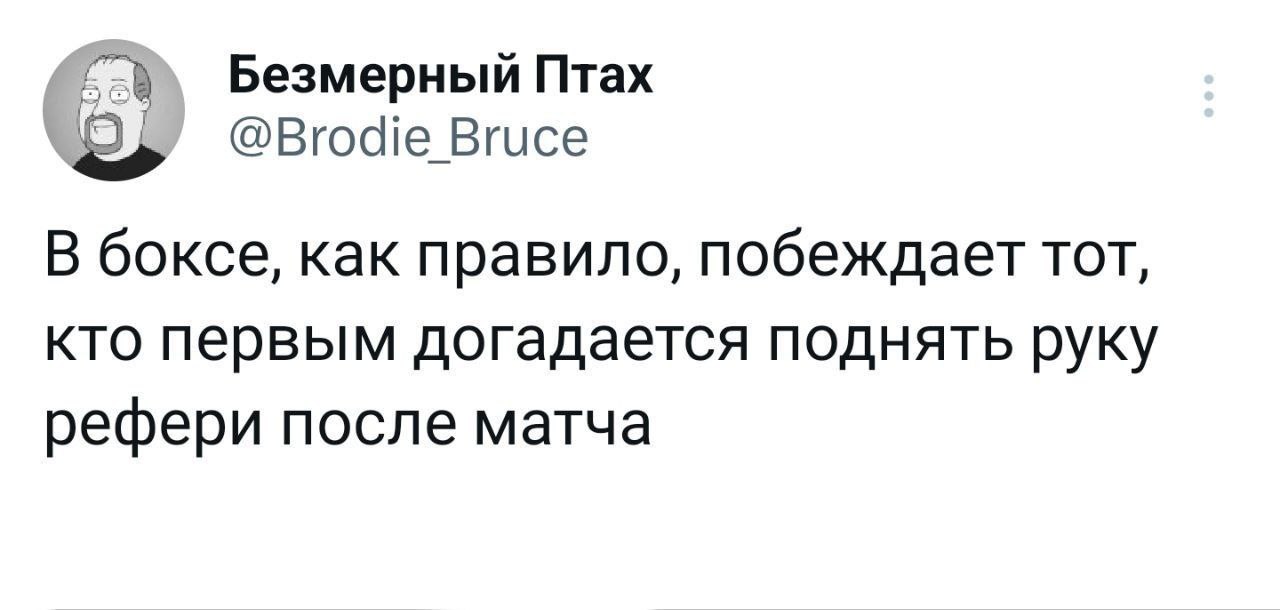 Безмерный Птах
@Brodie_Bruce
В боксе, как правило, побеждает тот,
кто первым догадается поднять руку
рефери после матча